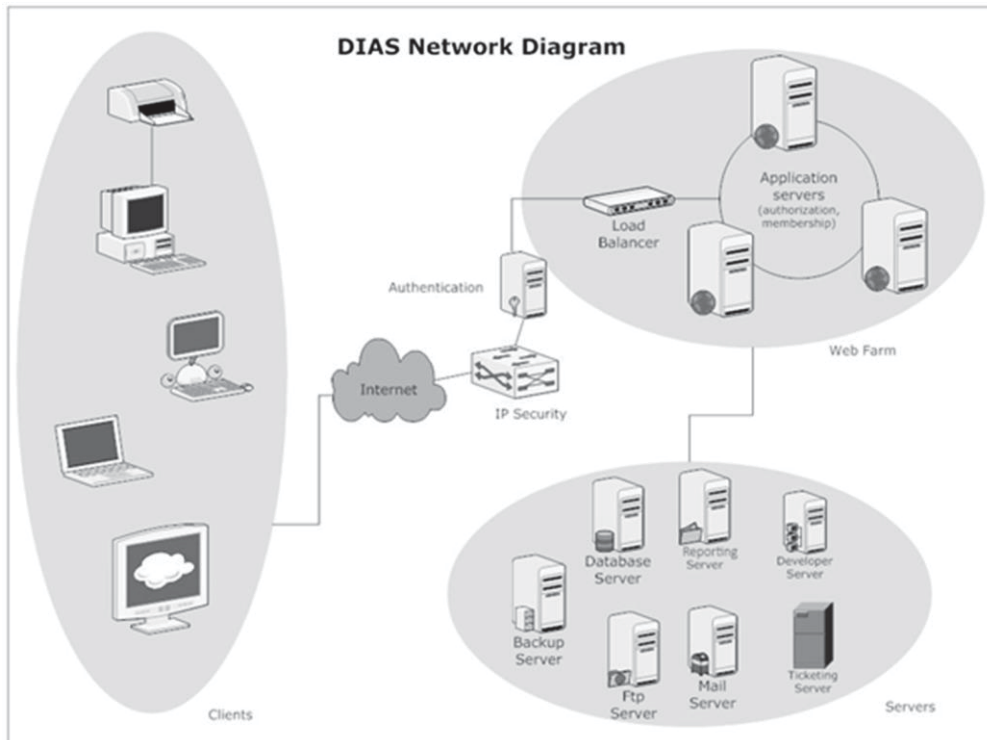 DIAS Network Diagram
Application
servers
(authorization,
membership)
Load
Balancer
Authentication
Web Farm
Internet
IP Security
Database
Server
Reporting
Server
Developer
Server
Backup
Server
Ftp
Server
Mail
Server
Ticketing
Server
Clients
Servers